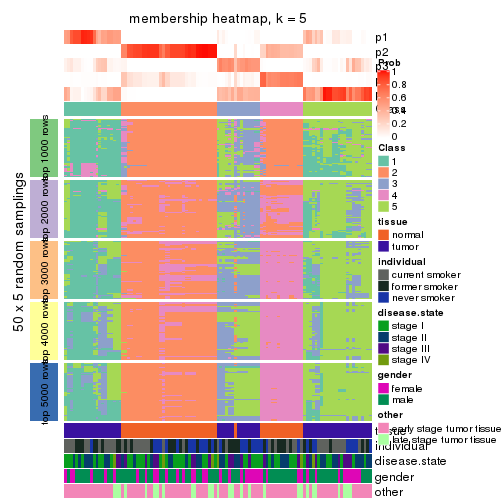 membership heatmap, k = 5
p1
p2
p3
Prob
1
0.8
0.6
0.4
0.2
0
Class
1
2
3
4
5
tissue
normal
tumor
individual
current smoker
former smoker
never smoker
disease.state
stage I
stage II
stage III
stage IV
gender
female
male
other
early stage tumor tissue
late stage tumor tissue
50 x 5 random samplings
top 1000 rows
top 2000 rows
top 3000 rows
top 4000 rows
top 5000 rows
tissue
individual
disease.state
gender
other